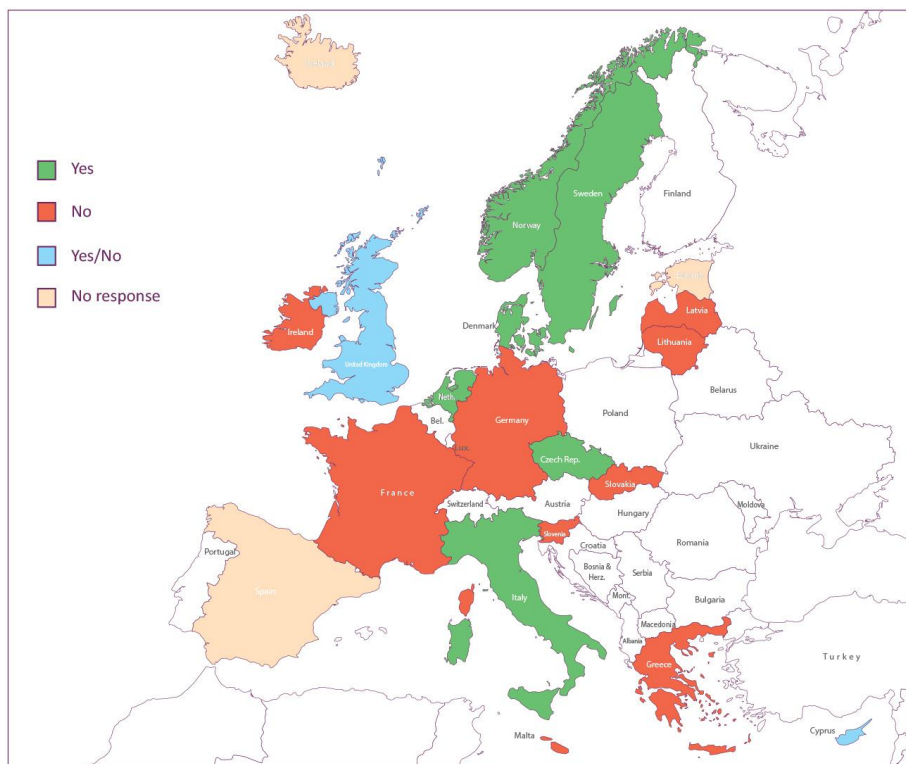 Iceland
Yes
No
Yes/No
No response
Finland
Sweden
Norway
Estonia
Latvia
Denmark
Lithuania
Ireland
United Kingdom
Belarus
Neth.
Poland
Bel.
Germany
Ukraine
Lux.
Czech Rep.
Slovakia
France
Switzerland
Austria
Moldova
Hungary
Slovenia
Romania
Croatia
Portugal
Bosnia &
Herz.
Serbia
Spain
Italy
Mont.
Bulgaria
Macedonia
Albania
Turkey
Greece
Malta
Cyprus